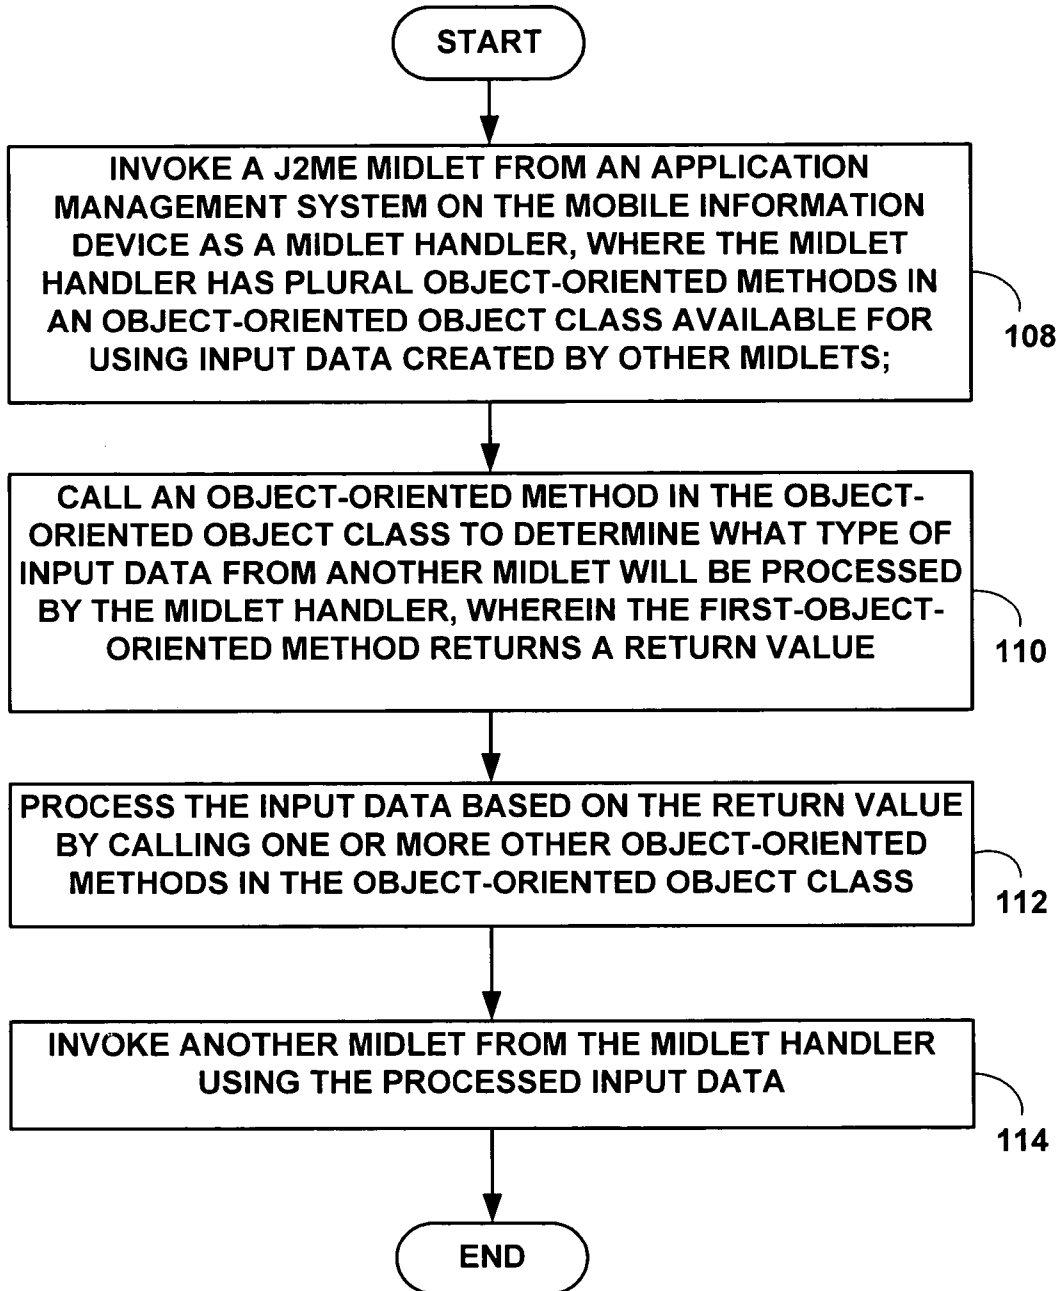 START
INVOKE A J2ME MIDLET FROM AN APPLICATION
MANAGEMENT SYSTEM ON THE MOBILE INFORMATION
DEVICE AS A MIDLET HANDLER, WHERE THE MIDLET
HANDLER HAS PLURAL OBJECT-ORIENTED METHODS IN
AN OBJECT-ORIENTED OBJECT CLASS AVAILABLE FOR
USING INPUT DATA CREATED BY OTHER MIDLETS;
108
CALL AN OBJECT-ORIENTED METHOD IN THE OBJECT-
ORIENTED OBJECT CLASS TO DETERMINE WHAT TYPE OF
INPUT DATA FROM ANOTHER MIDLET WILL BE PROCESSED
BY THE MIDLET HANDLER, WHEREIN THE FIRST-OBJECT-
ORIENTED METHOD RETURNS A RETURN VALUE
110
PROCESS THE INPUT DATA BASED ON THE RETURN VALUE
BY CALLING ONE OR MORE OTHER OBJECT-ORIENTED
METHODS IN THE OBJECT-ORIENTED OBJECT CLASS
112
INVOKE ANOTHER MIDLET FROM THE MIDLET HANDLER
USING THE PROCESSED INPUT DATA
114
END